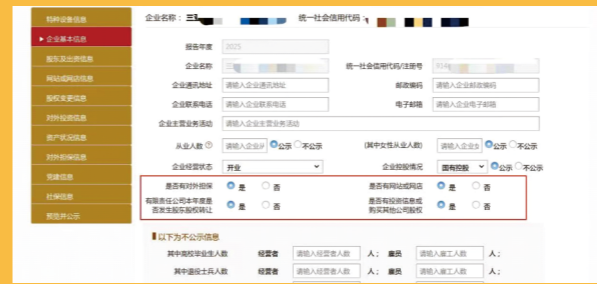 特种设备信息
企业基本信息
股东及出资信息
网站或网店信息
股权变更信息
对外投资信息
资产状况信息
对外担保信息
党建信息
社保信息
预览并公示
企业名称： 三 统一社会信用代码：
报告年度 2025
企业名称 三 统一社会信用代码/注册号
企业通讯地址 请输入企业通讯地址 邮政编码 请输入企业邮政编码
企业联系电话 请输入企业联系电话 电子邮箱 请输入企业电子邮箱
企业主营业务活动 请输入企业主营业务活动
从业人数 请输入企业 公示 不公示 (其中女性从业人数) 请输入企业 公示 不公示
企业经营状态 开业 企业控股情况 国有控股 公示 不公示
是否有对外担保 是 否 是否有网站或网店 是 否
有限责任公司本年度是否发生股东股权转让 是 否 是否有投资信息或购买其他公司股权 是 否
以下为不公示信息
其中高校毕业生人数 经营者 请输入经营者人数 人； 雇员 请输入雇工人数 人；
其中退役士兵人数 经营者 请输入经营者人数 人； 雇员 请输入雇工人数 人；